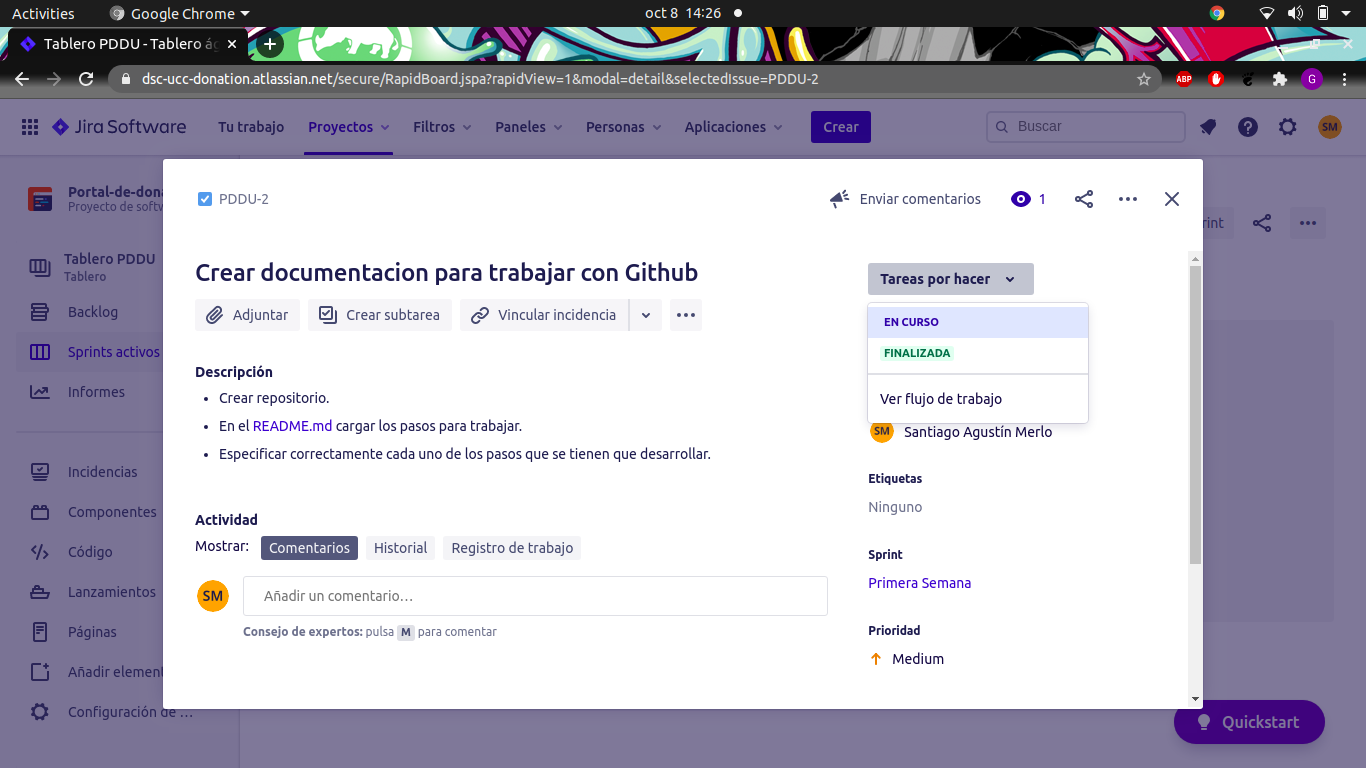 Activities
Google Chrome
oct 8 14:26
Tablero PDDU - Tablero ág
dsc-ucc-donation.atlassian.net/secure/RapidBoard.jspa?rapidView=1&modal=detail&selectedIssue=PDDU-2
ABP
G
Jira Software
Tu trabajo
Proyectos
Filtros
Paneles
Personas
Aplicaciones
Crear
Buscar
SM
Portal-de-dona
Proyecto de softw
Tablero PDDU
Tablero
Backlog
Sprints activos
Informes
Incidencias
Componentes
Código
Lanzamientos
Páginas
Añadir element
Configuración de ...
PDDU-2
Enviar comentarios
1
rint
Crear documentacion para trabajar con Github
Adjuntar
Crear subtarea
Vincular incidencia
Descripción
• Crear repositorio.
• En el README.md cargar los pasos para trabajar.
• Especificar correctamente cada uno de los pasos que se tienen que desarrollar.
Actividad
Mostrar: Comentarios Historial Registro de trabajo
SM
Añadir un comentario…
Consejo de expertos: pulsa M para comentar
Tareas por hacer
EN CURSO
FINALIZADA
Ver flujo de trabajo
SM Santiago Agustín Merlo
Etiquetas
Ninguno
Sprint
Primera Semana
Prioridad
Medium
Quickstart